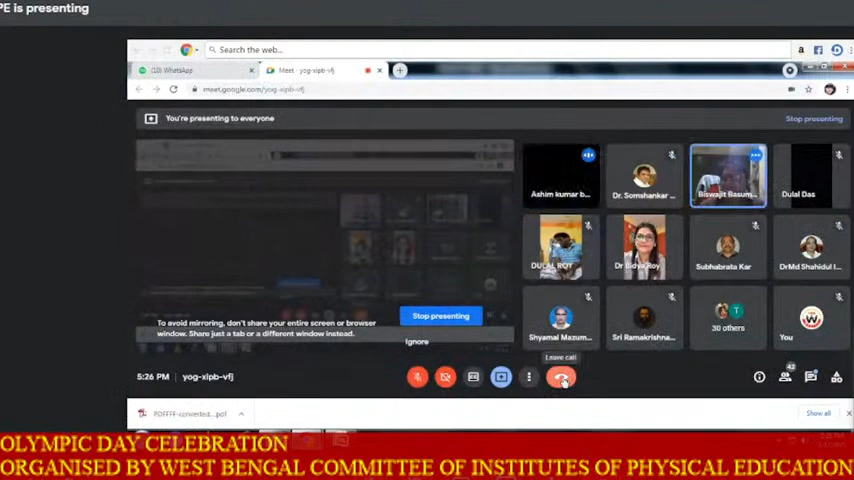 PE is presenting
Search the web...
(10) WhatsApp
Meet - yog-xipb-vfj
meet.google.com/yog-xipb-vfj
You're presenting to everyone
Stop presenting
Ashim kumar b...
Dr. Somshankar ...
Biswajit Basum...
Dulal Das
DULAL ROY
Dr Bidya Roy
Subhabrata Kar
DrMd Shahidul I...
To avoid mirroring, don't share your entire screen or browser
window. Share just a tab or a different window instead.
Stop presenting
Ignore
Shyamal Mazum...
Sri Ramakrishna...
T
30 others
You
Leave call
5:26 PM
yog-xipb-vfj
42
PDFFFF-converted....pdf
Show all
OLYMPIC DAY CELEBRATION
ORGANISED BY WEST BENGAL COMMITTEE OF INSTITUTES OF PHYSICAL EDUCATION